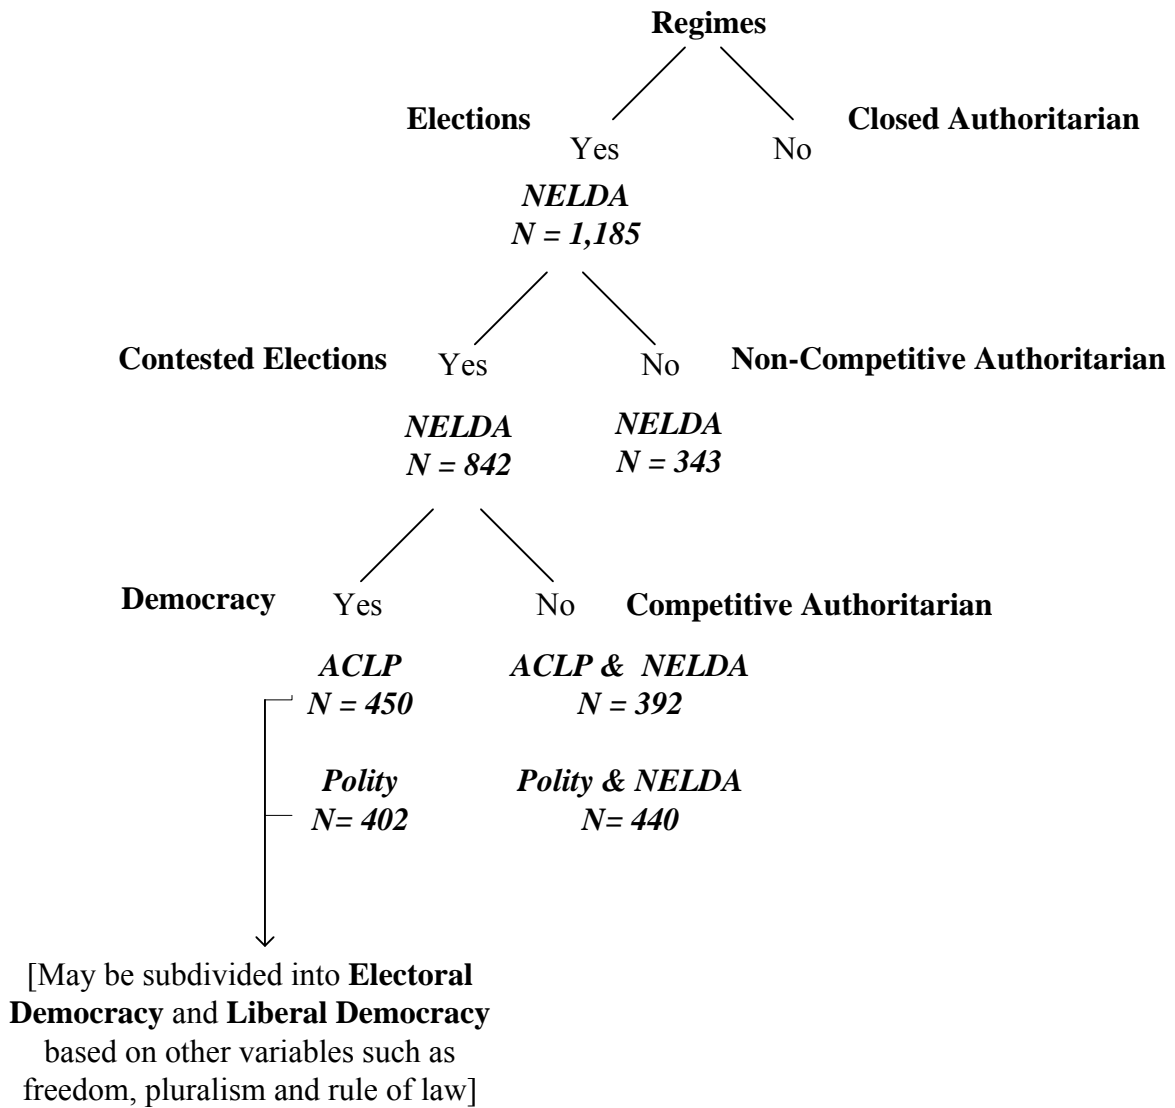 Regimes
Elections
Yes
No
Closed Authoritarian
NELDA
N = 1,185
Contested Elections
Yes
No
Non-Competitive Authoritarian
NELDA
N = 842
NELDA
N = 343
Democracy
Yes
No
Competitive Authoritarian
ACLP
N = 450
ACLP & NELDA
N = 392
Polity
N= 402
Polity & NELDA
N= 440
[May be subdivided into Electoral
Democracy and Liberal Democracy
based on other variables such as
freedom, pluralism and rule of law]